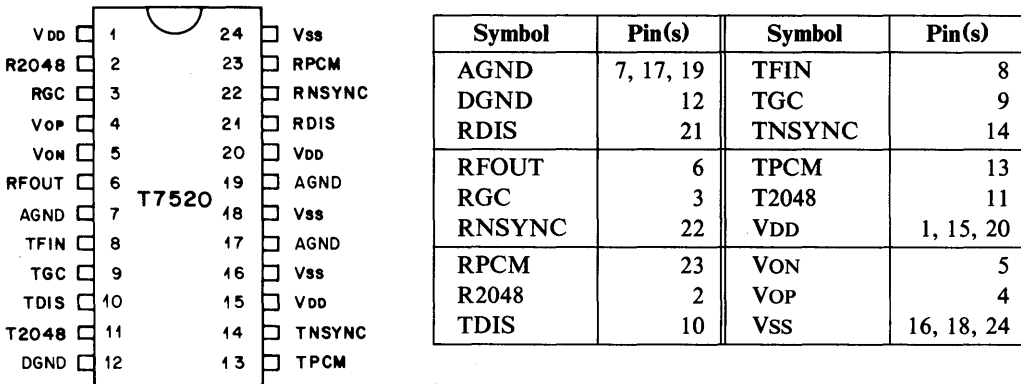 VDD 1 24 VSS
R2048 2 23 RPCM
RGC 3 22 RNSYNC
VOP 4 21 RDIS
VON 5 20 VDD
RFOUT 6 19 AGND
T7520
AGND 7 18 VSS
TFIN 8 17 AGND
TGC 9 16 VSS
TDIS 10 15 VDD
T2048 11 14 TNSYNC
DGND 12 13 TPCM
Symbol Pin(s) Symbol Pin(s)
AGND 7, 17, 19 TFIN 8
DGND 12 TGC 9
RDIS 21 TNSYNC 14
RFOUT 6 TPCM 13
RGC 3 T2048 11
RNSYNC 22 VDD 1, 15, 20
RPCM 23 VON 5
R2048 2 VOP 4
TDIS 10 VSS 16, 18, 24